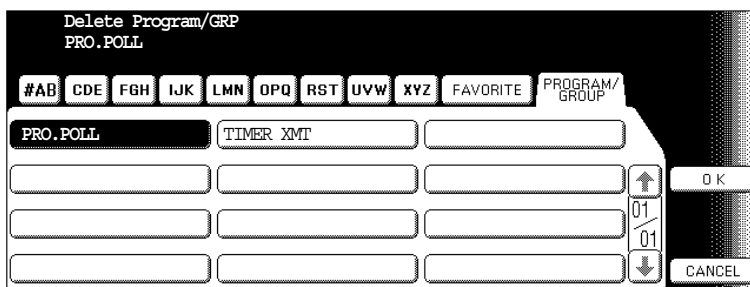 Delete Program/GRP
PRO.POLL
#AB CDE FGH IJK LMN OPQ RST UVW XYZ FAVORITE PROGRAM/
GROUP
PRO.POLL TIMER XMT
OK
01
01
CANCEL